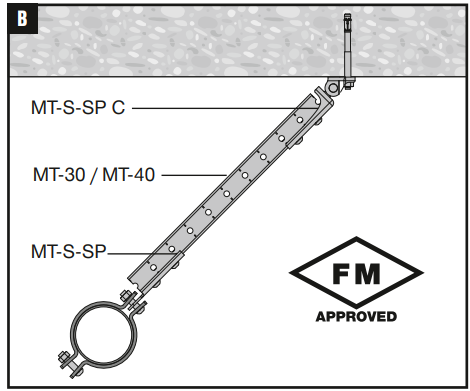 B
MT-S-SP C
MT-30 / MT-40
MT-S-SP
FM
APPROVED